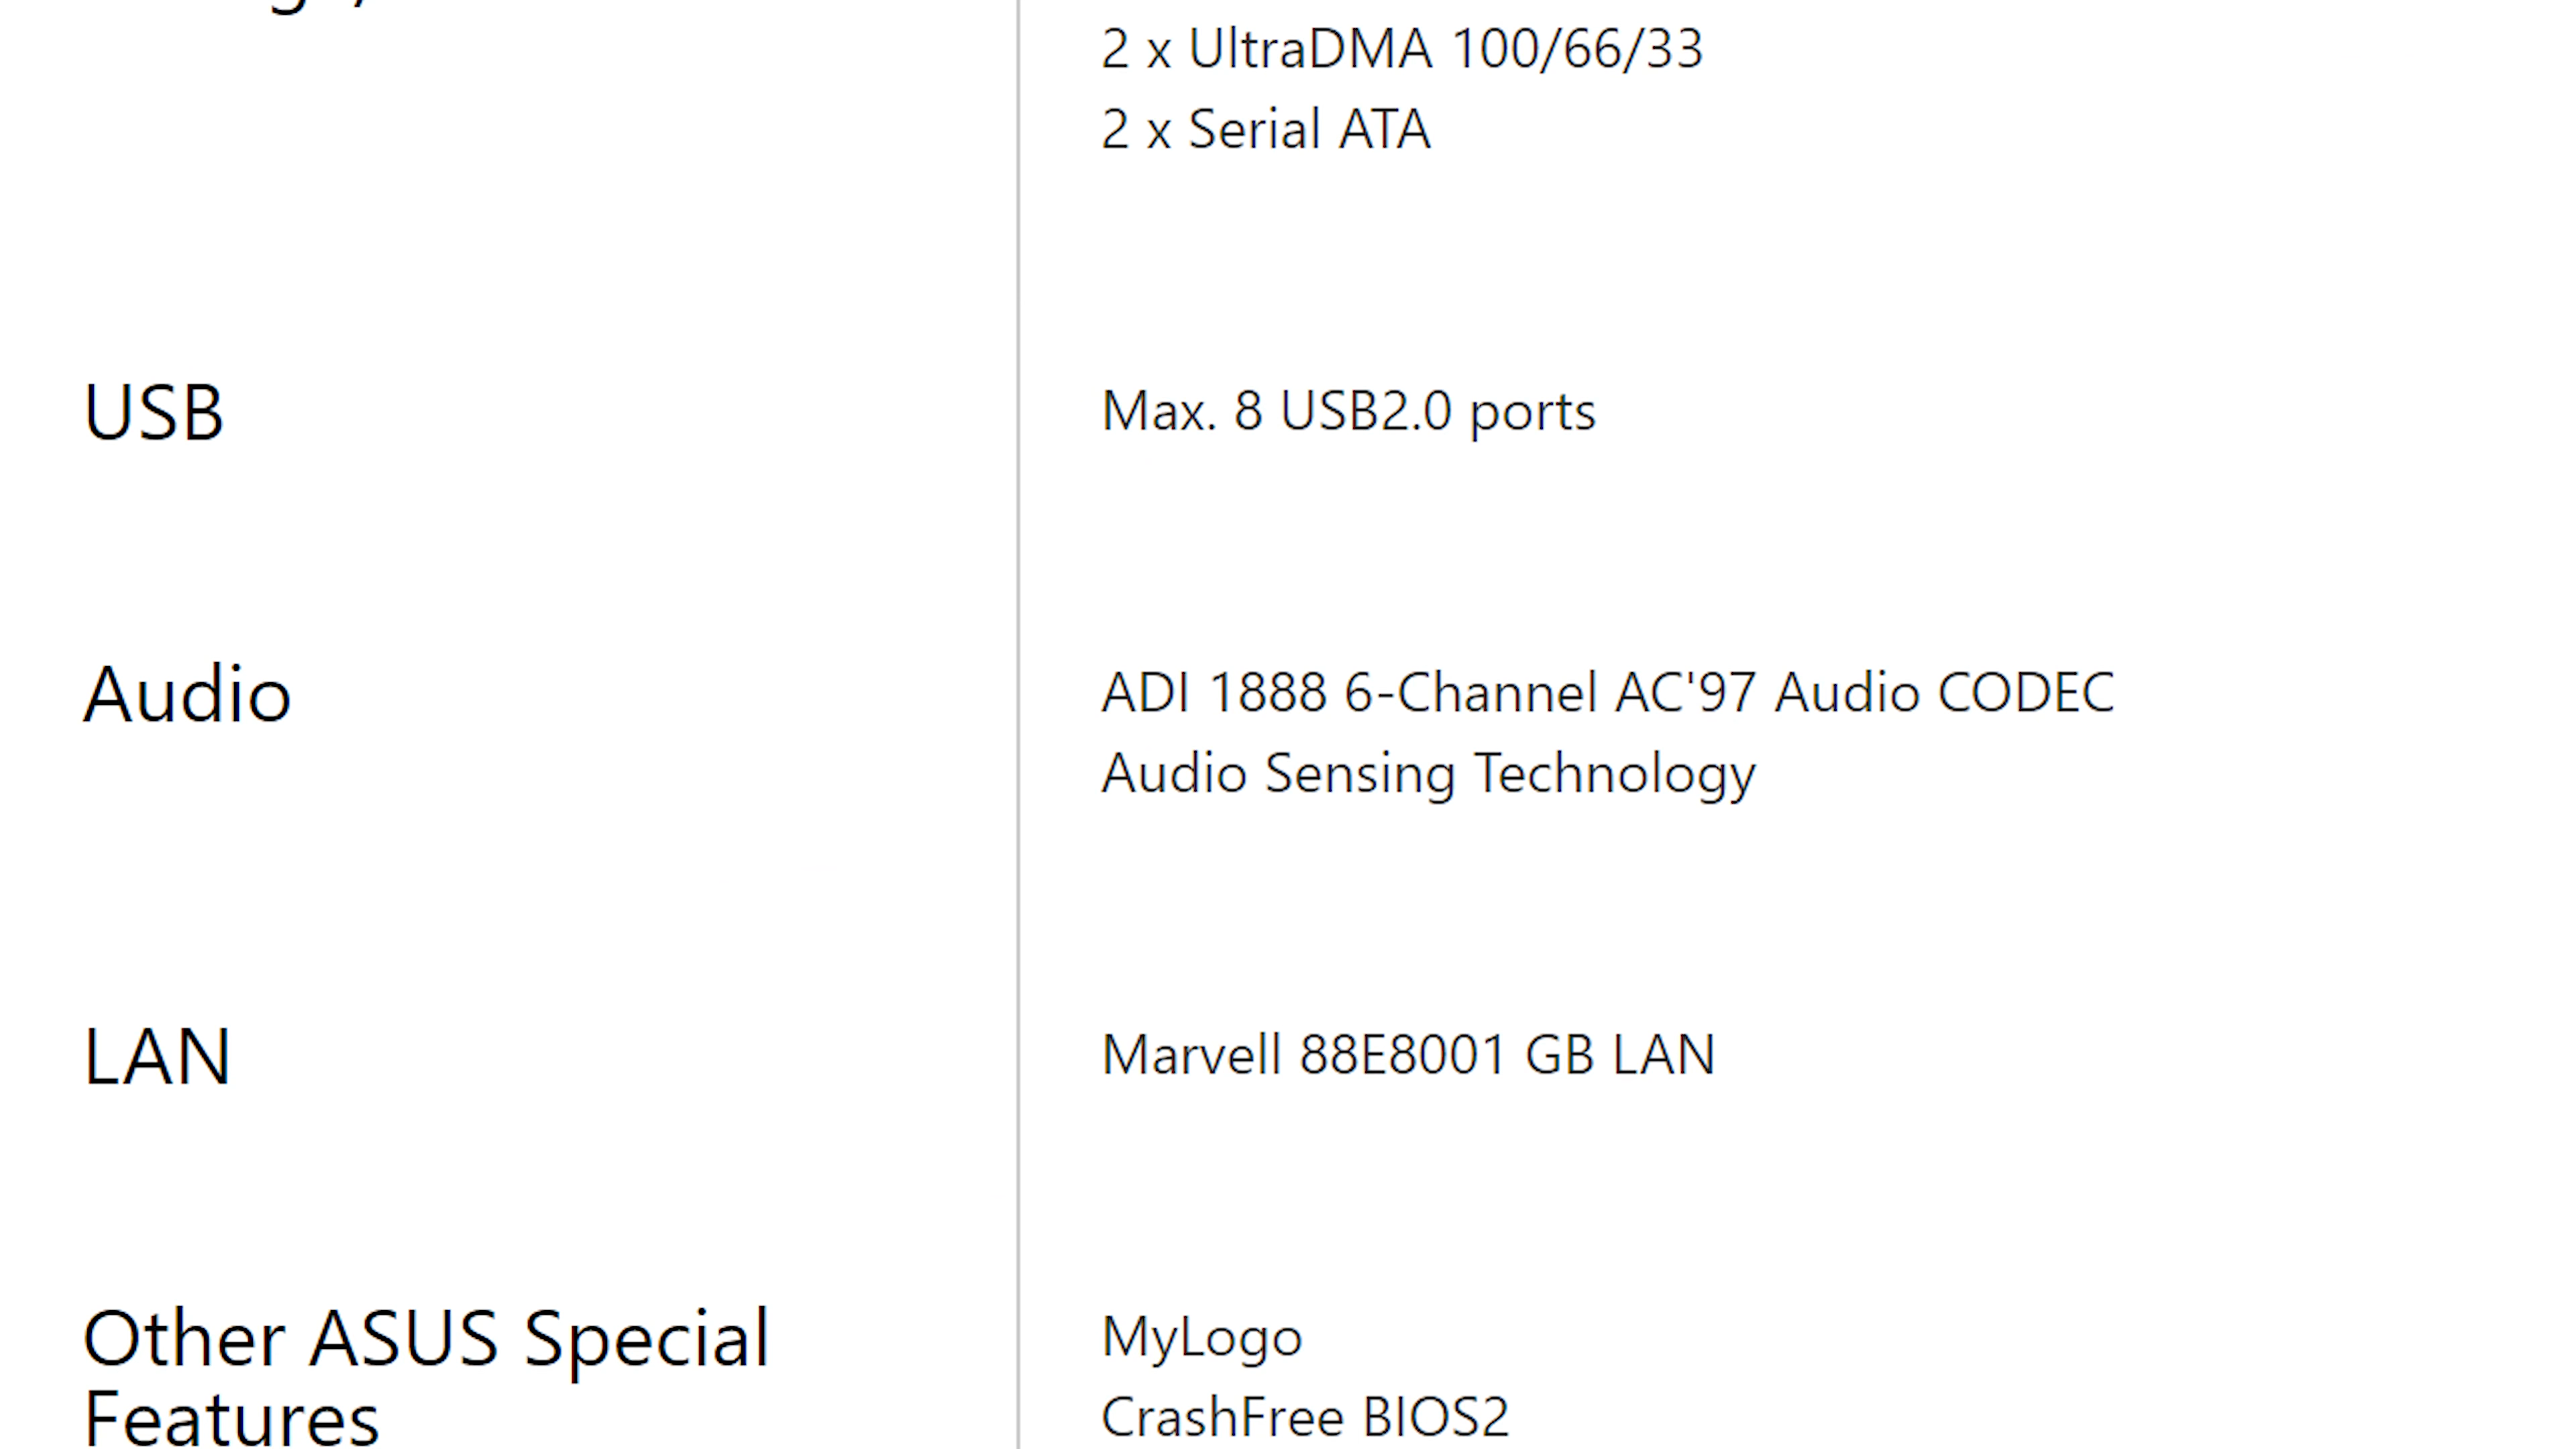 2 x UltraDMA 100/66/33
2 x Serial ATA
USB
Max. 8 USB2.0 ports
Audio
ADI 1888 6-Channel AC'97 Audio CODEC
Audio Sensing Technology
LAN
Marvell 88E8001 GB LAN
Other ASUS Special
Features
MyLogo
CrashFree BIOS2